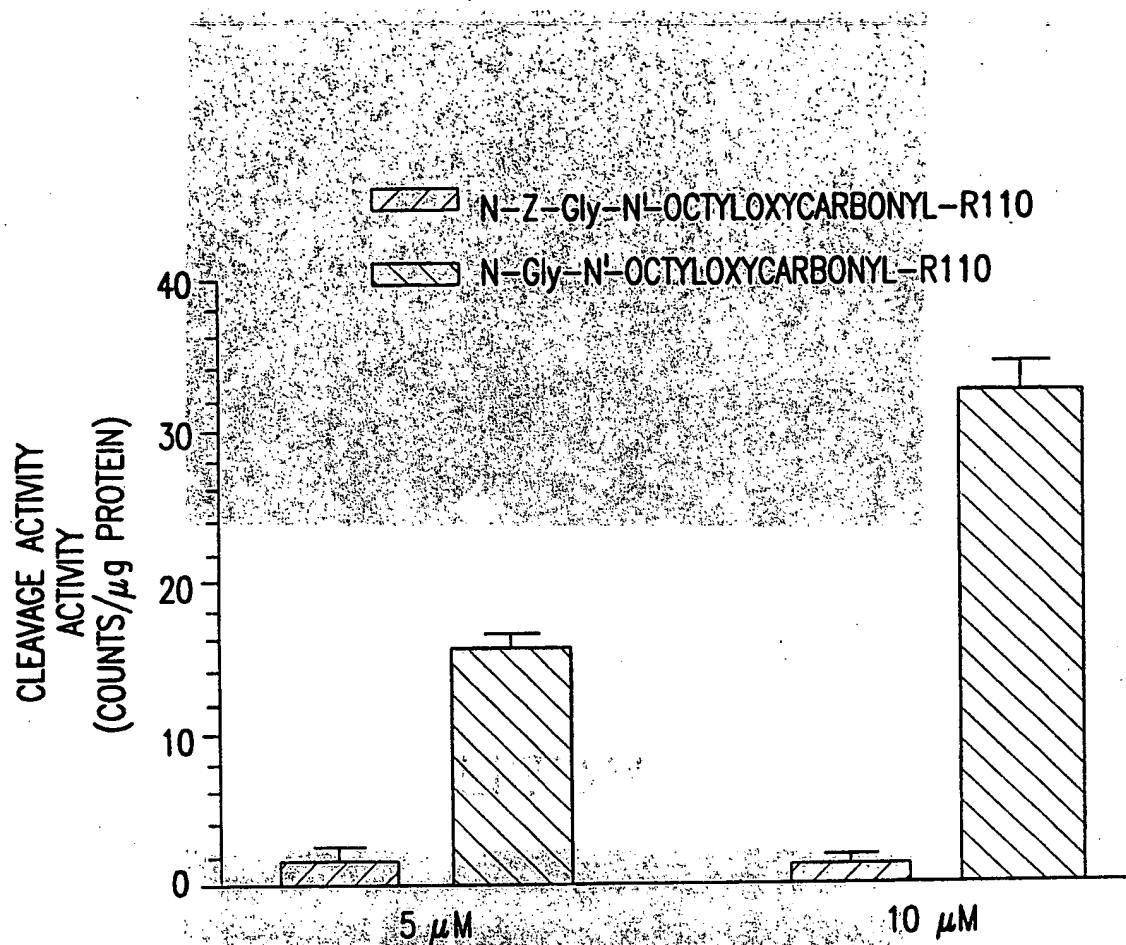 N-Z-Gly-N'-OCTYLOXYCARBONYL-R110
N-Gly-N'-OCTYLOXYCARBONYL-R110
40
30
20
10
0
CLEAVAGE ACTIVITY
ACTIVITY
(COUNTS/μg PROTEIN)
5 μM
10 μM